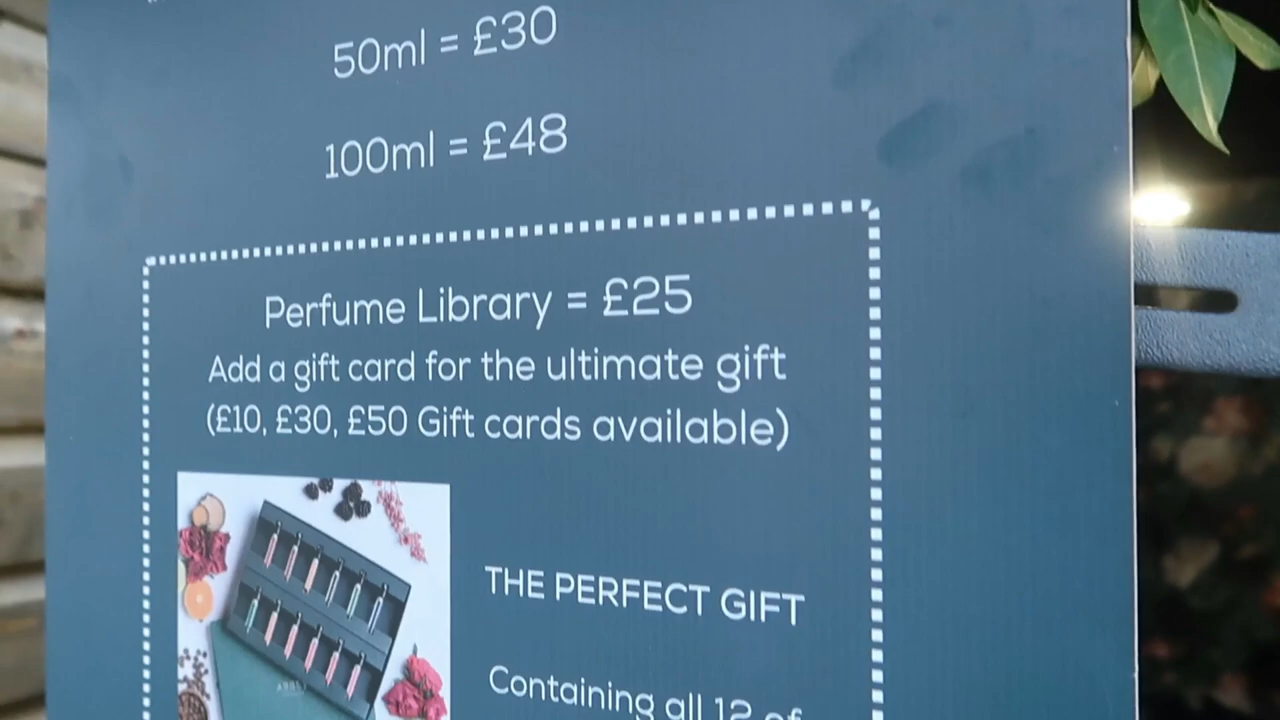 50ml = £30
100ml = £48
Perfume Library = £25
Add a gift card for the ultimate gift
(£10, £30, £50 Gift cards available)
THE PERFECT GIFT
Containing all 12 of